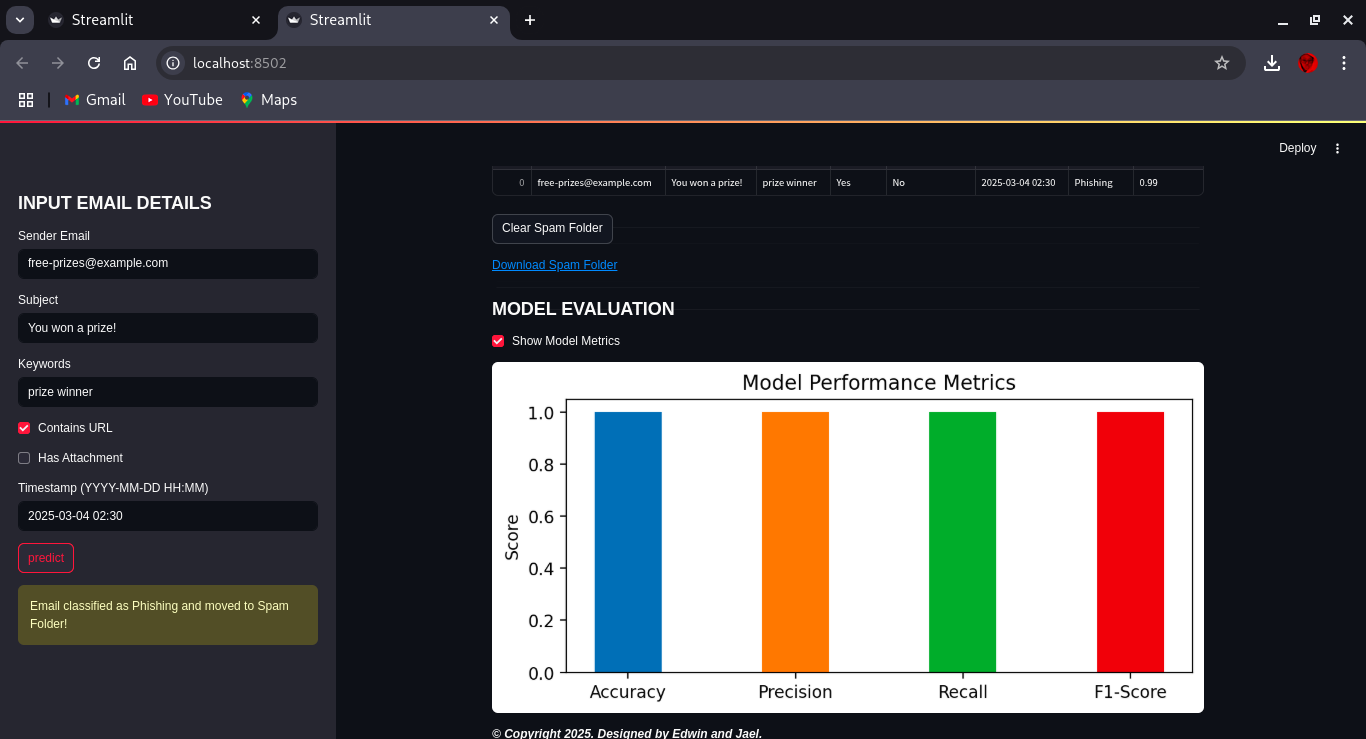 Streamlit
Streamlit
localhost:8502
Gmail
YouTube
Maps
Deploy
INPUT EMAIL DETAILS
Sender Email
free-prizes@example.com
Subject
You won a prize!
Keywords
prize winner
Contains URL
Has Attachment
Timestamp (YYYY-MM-DD HH:MM)
2025-03-04 02:30
predict
Email classified as Phishing and moved to Spam
Folder!
0 free-prizes@example.com You won a prize! prize winner Yes No 2025-03-04 02:30 Phishing 0.99
Clear Spam Folder
Download Spam Folder
MODEL EVALUATION
Show Model Metrics
Model Performance Metrics
Score
1.0
0.8
0.6
0.4
0.2
0.0
Accuracy Precision Recall F1-Score
© Copyright 2025. Designed by Edwin and Jael.